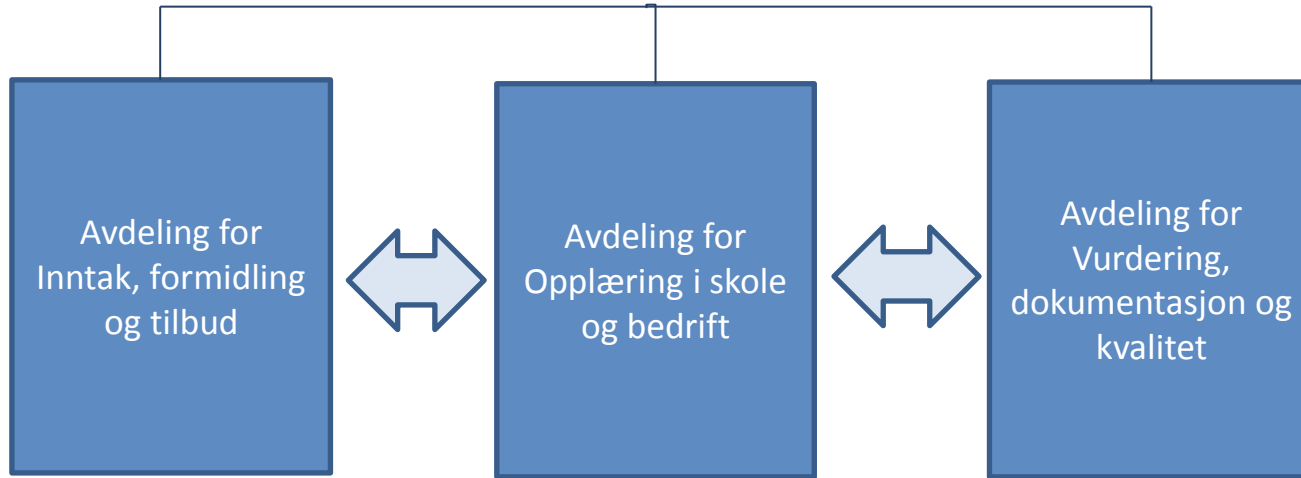 Avdeling for
Inntak, formidling
og tilbud
Avdeling for
Opplæring i skole
og bedrift
Avdeling for
Vurdering,
dokumentasjon og
kvalitet